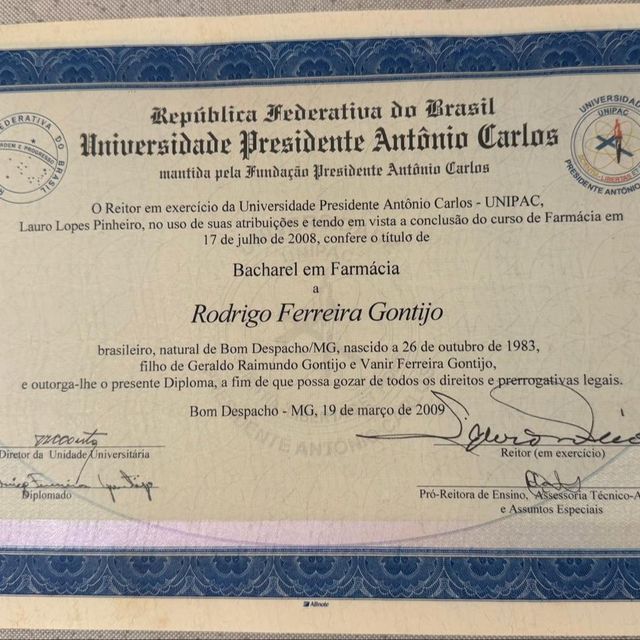 República Federativa do Brasil
Universidade Presidente Antônio Carlos
mantida pela Fundação Presidente Antônio Carlos
FEDERATIVA DO BRASIL
ORDEM E PROGRESSO
UNIVERSIDADE
UNIPAC
PRESIDENTE ANTÔNIO
O Reitor em exercício da Universidade Presidente Antônio Carlos - UNIPAC,
Lauro Lopes Pinheiro, no uso de suas atribuições e tendo em vista a conclusão do curso de Farmácia em
17 de julho de 2008, confere o título de
Bacharel em Farmácia
a
Rodrigo Ferreira Gontijo
brasileiro, natural de Bom Despacho/MG, nascido a 26 de outubro de 1983,
filho de Geraldo Raimundo Gontijo e Vanir Ferreira Gontijo,
e outorga-lhe o presente Diploma, a fim de que possa gozar de todos os direitos e prerrogativas legais.
Bom Despacho - MG, 19 de março de 2009
Diretor da Unidade Universitária
Reitor (em exercício)
Diplomado
Pró-Reitora de Ensino, Assessoria Técnico-A
e Assuntos Especiais
Allnote